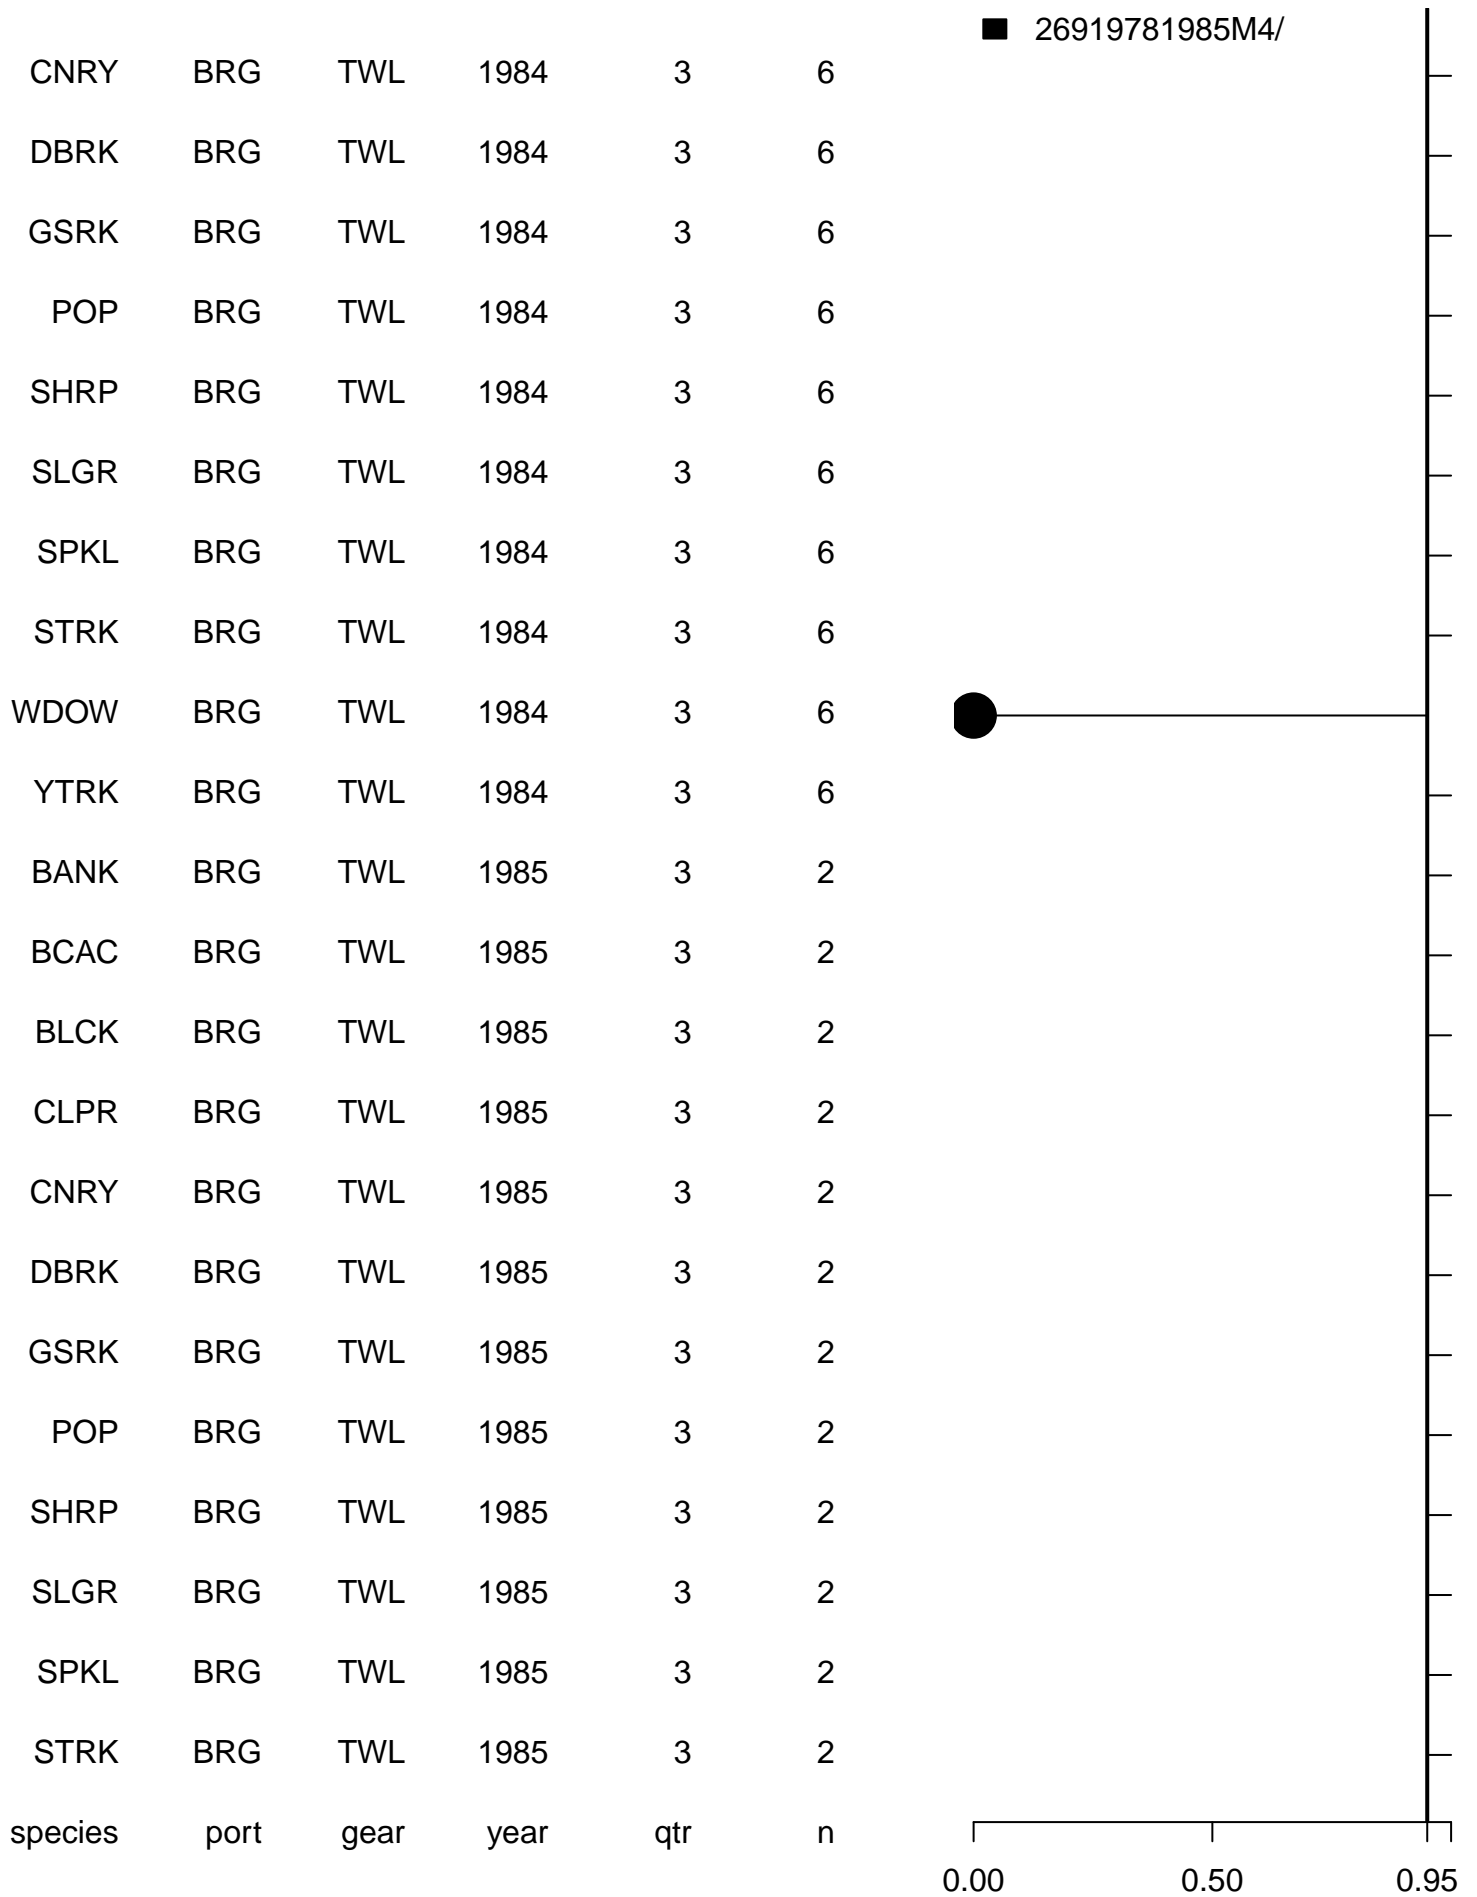 26919781985M4/
CNRY BRG TWL 1984 3 6
DBRK BRG TWL 1984 3 6
GSRK BRG TWL 1984 3 6
POP BRG TWL 1984 3 6
SHRP BRG TWL 1984 3 6
SLGR BRG TWL 1984 3 6
SPKL BRG TWL 1984 3 6
STRK BRG TWL 1984 3 6
WDOW BRG TWL 1984 3 6
YTRK BRG TWL 1984 3 6
BANK BRG TWL 1985 3 2
BCAC BRG TWL 1985 3 2
BLCK BRG TWL 1985 3 2
CLPR BRG TWL 1985 3 2
CNRY BRG TWL 1985 3 2
DBRK BRG TWL 1985 3 2
GSRK BRG TWL 1985 3 2
POP BRG TWL 1985 3 2
SHRP BRG TWL 1985 3 2
SLGR BRG TWL 1985 3 2
SPKL BRG TWL 1985 3 2
STRK BRG TWL 1985 3 2
species port gear year qtr n
0.00 0.50 0.95